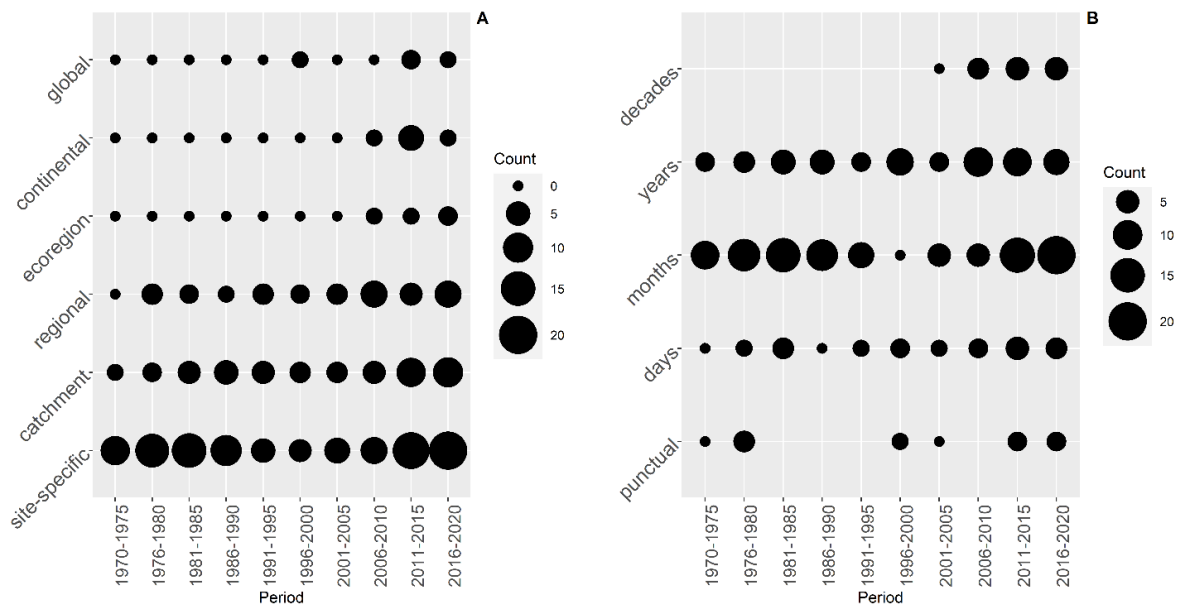 A
global
continental
ecoregion
regional
catchment
site-specific
1970-1975
1976-1980
1981-1985
1986-1990
1991-1995
1996-2000
2001-2005
2006-2010
2011-2015
2016-2020
Period
Count
0
5
10
15
20
B
decades
years
months
days
punctual
1970-1975
1976-1980
1981-1985
1986-1990
1991-1995
1996-2000
2001-2005
2006-2010
2011-2015
2016-2020
Period
Count
5
10
15
20